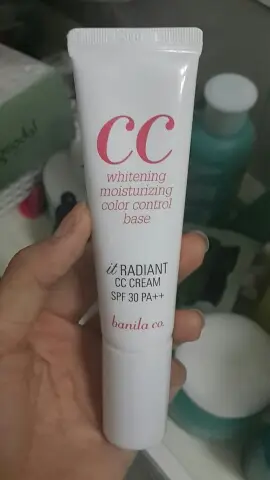 CC
whitening
moisturizing
color control
base
it RADIANT
CC CREAM
SPF 30 PA++
banila co.